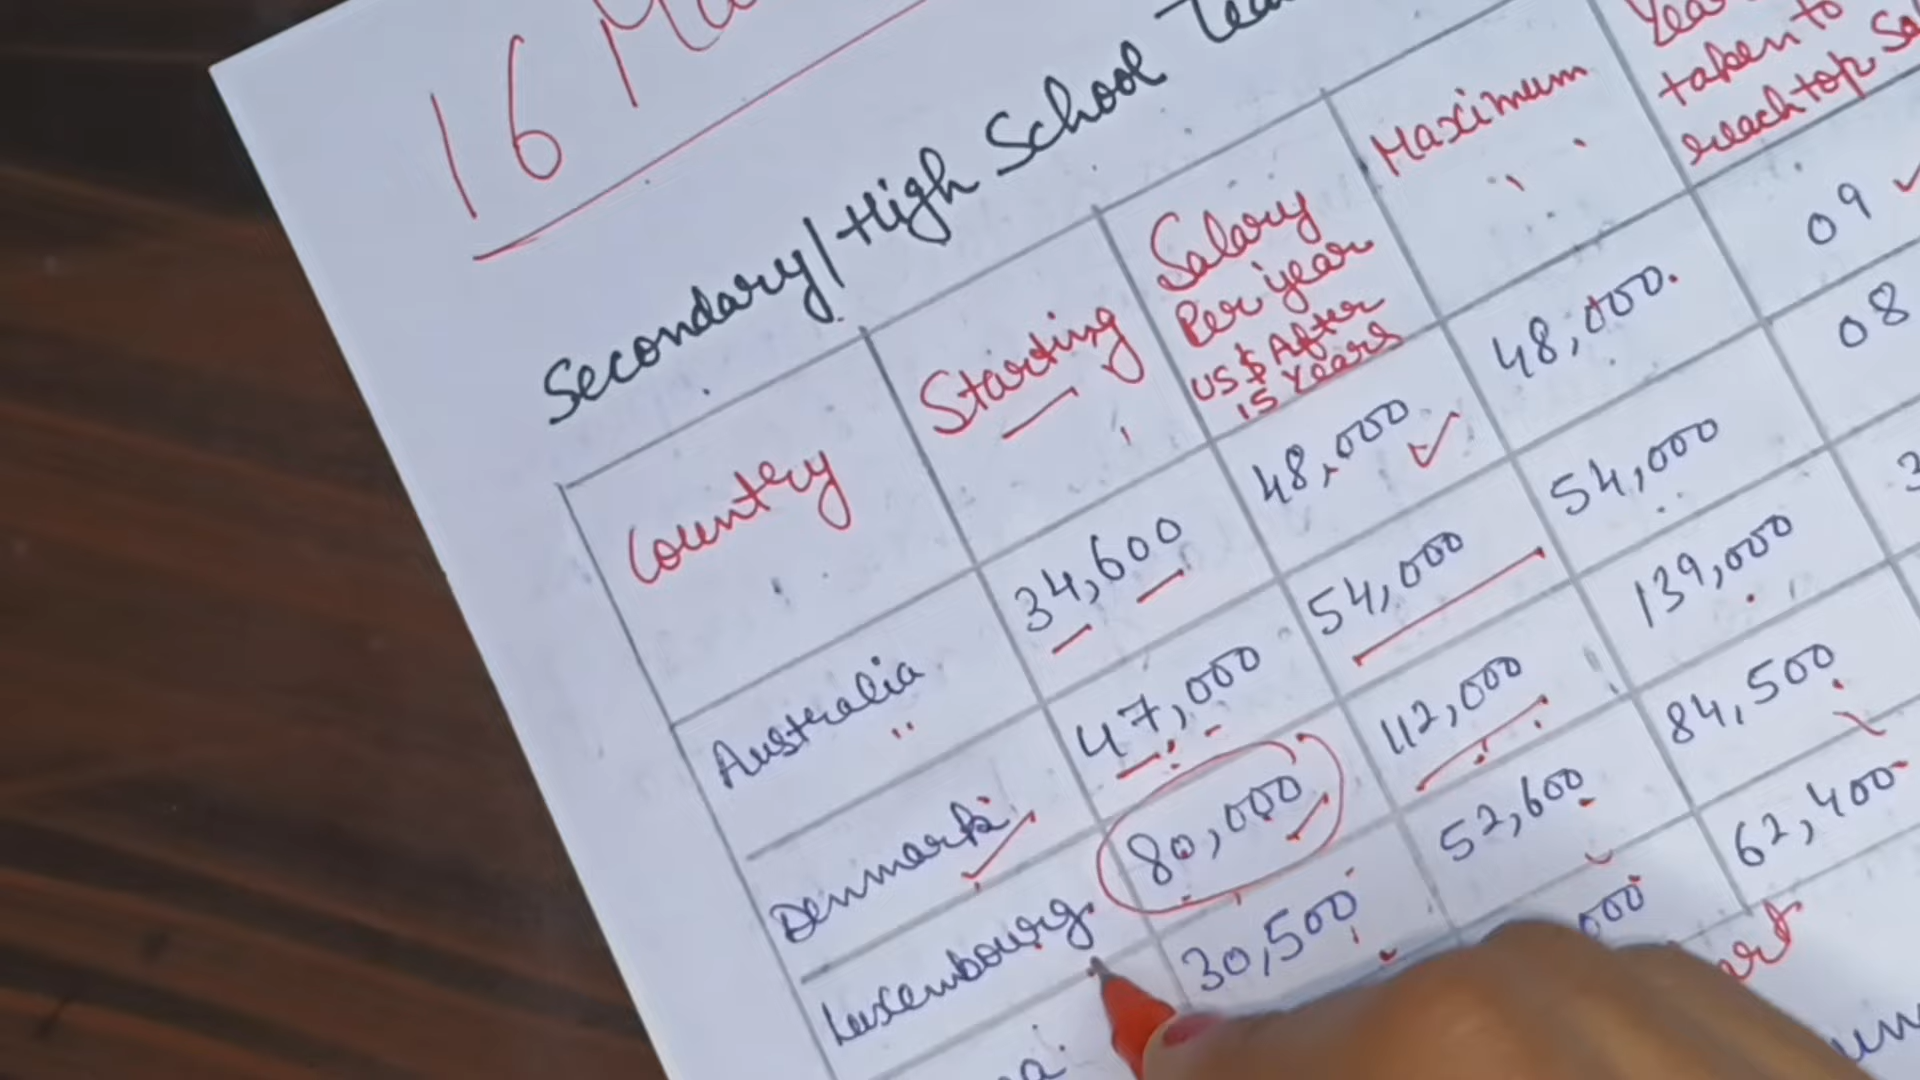 16
Secondary/High School
Country
Starting
Salary
Per year
US $ After
15 Years
Maximum
taken to
reach top
Australia
34,600
48,000
48,000.
09
Denmark
47,000
54,000
54,000
08
Luxembourg
80,000
112,000
139,000
30,500
52,600
84,500
000
62,400